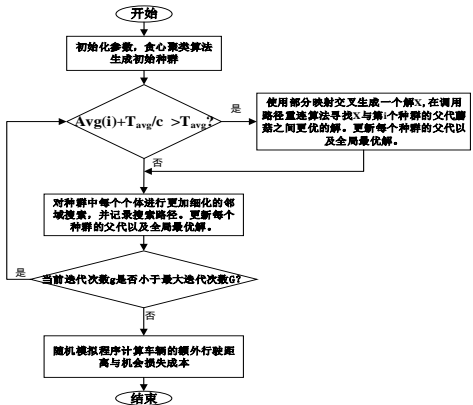 开始
初始化参数，贪心聚类算法
生成初始种群
Avg(i)+Tavg/c >Tavg?
是
使用部分映射交叉生成一个解X,在调用
路径重连算法寻找X与第i个种群的父代蘑
菇之间更优的解。更新每个种群的父代以
及全局最优解。
否
对种群中每个个体进行更加细化的邻
域搜索，并记录搜索路径。更新每个
种群的父代以及全局最优解。
是
当前迭代次数g是否小于最大迭代次数G?
否
随机模拟程序计算车辆的额外行驶距
离与机会损失成本
结束